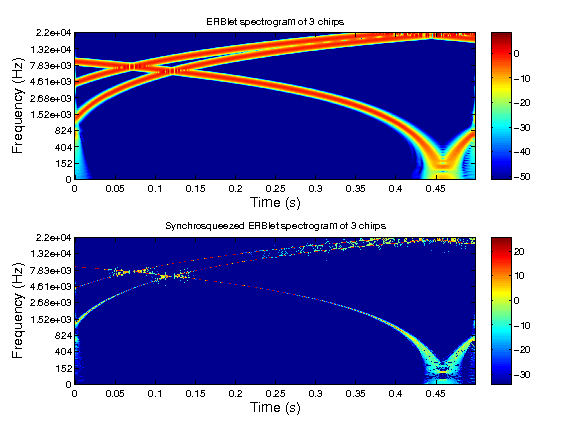 ERBlet spectrogram of 3 chirps
2.2e+04
1.32e+04
7.83e+03
4.61e+03
2.68e+03
1.52e+03
824
404
152
0
Frequency (Hz)
0 0.05 0.1 0.15 0.2 0.25 0.3 0.35 0.4 0.45
Time (s)
0
-10
-20
-30
-40
-50
Synchrosqueezed ERBlet spectrogram of 3 chirps
2.2e+04
1.32e+04
7.83e+03
4.61e+03
2.68e+03
1.52e+03
824
404
152
0
Frequency (Hz)
0 0.05 0.1 0.15 0.2 0.25 0.3 0.35 0.4 0.45
Time (s)
20
10
0
-10
-20
-30